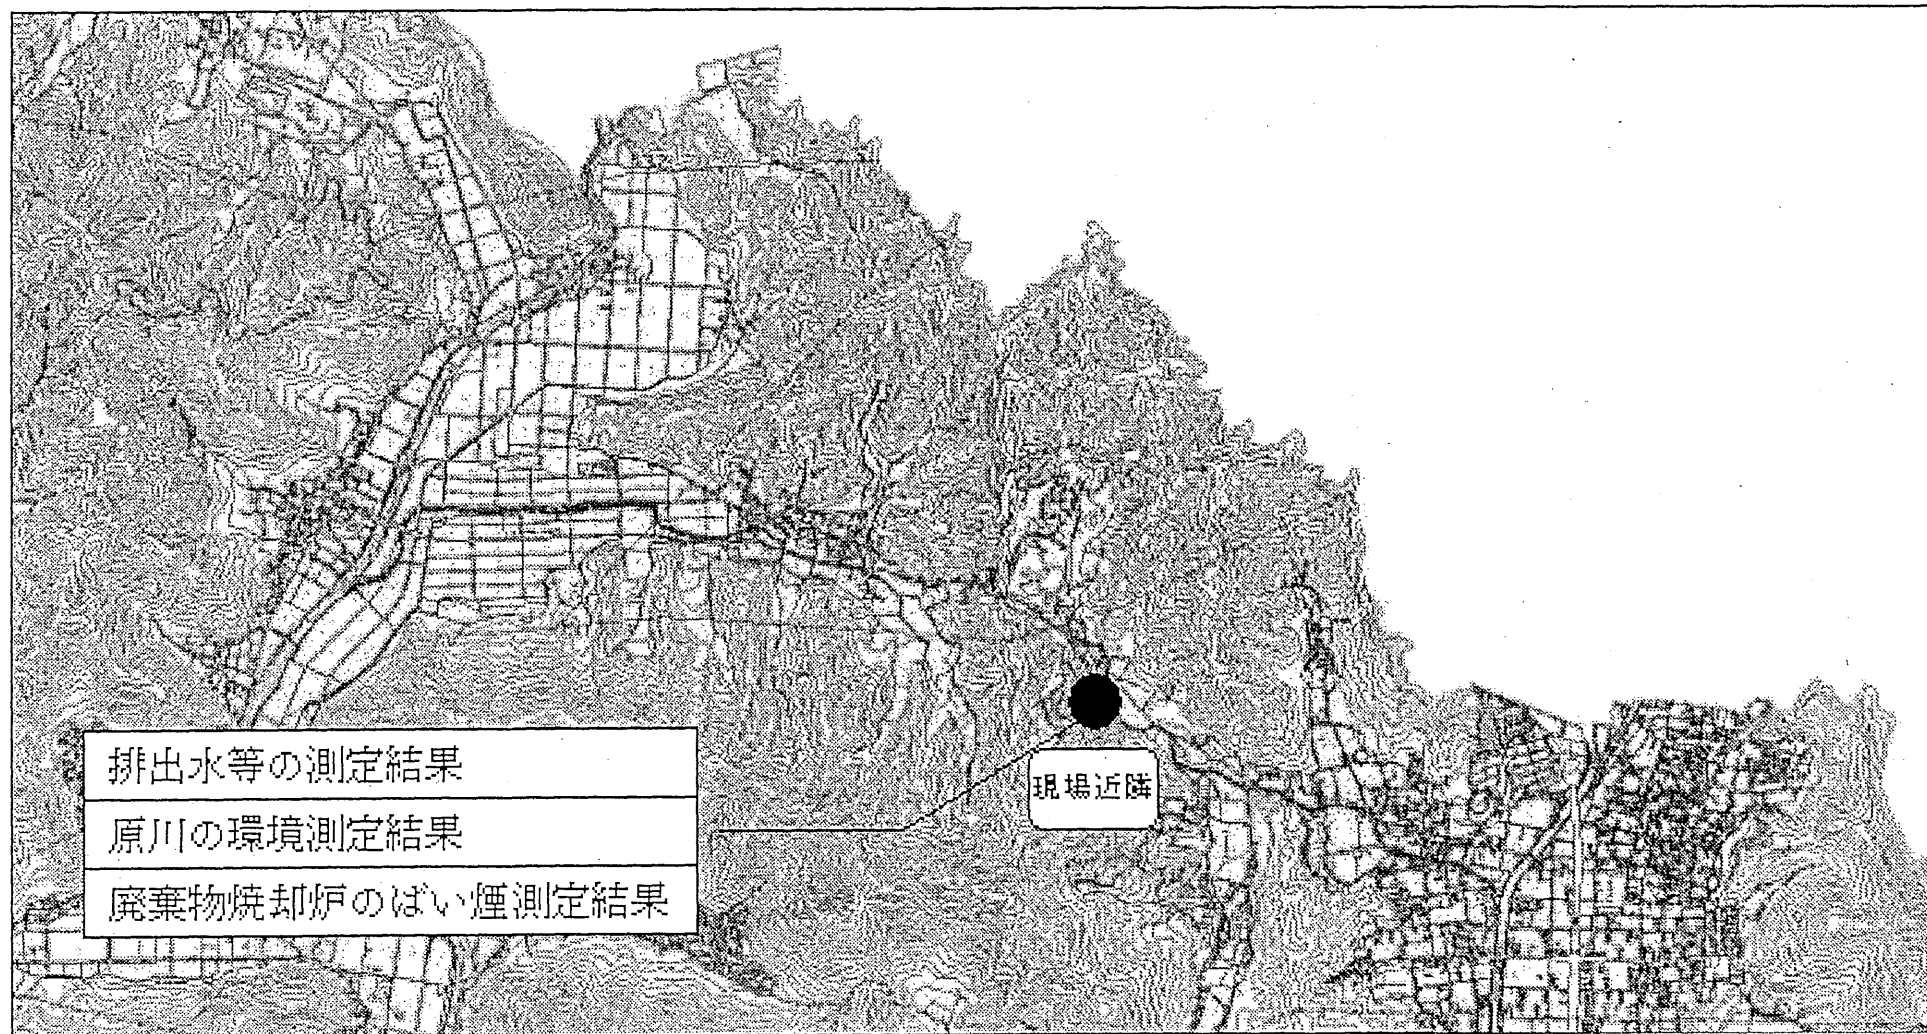 排出水等の測定結果
原川の環境測定結果
廃棄物焼却炉のばい煙測定結果
現場近隣